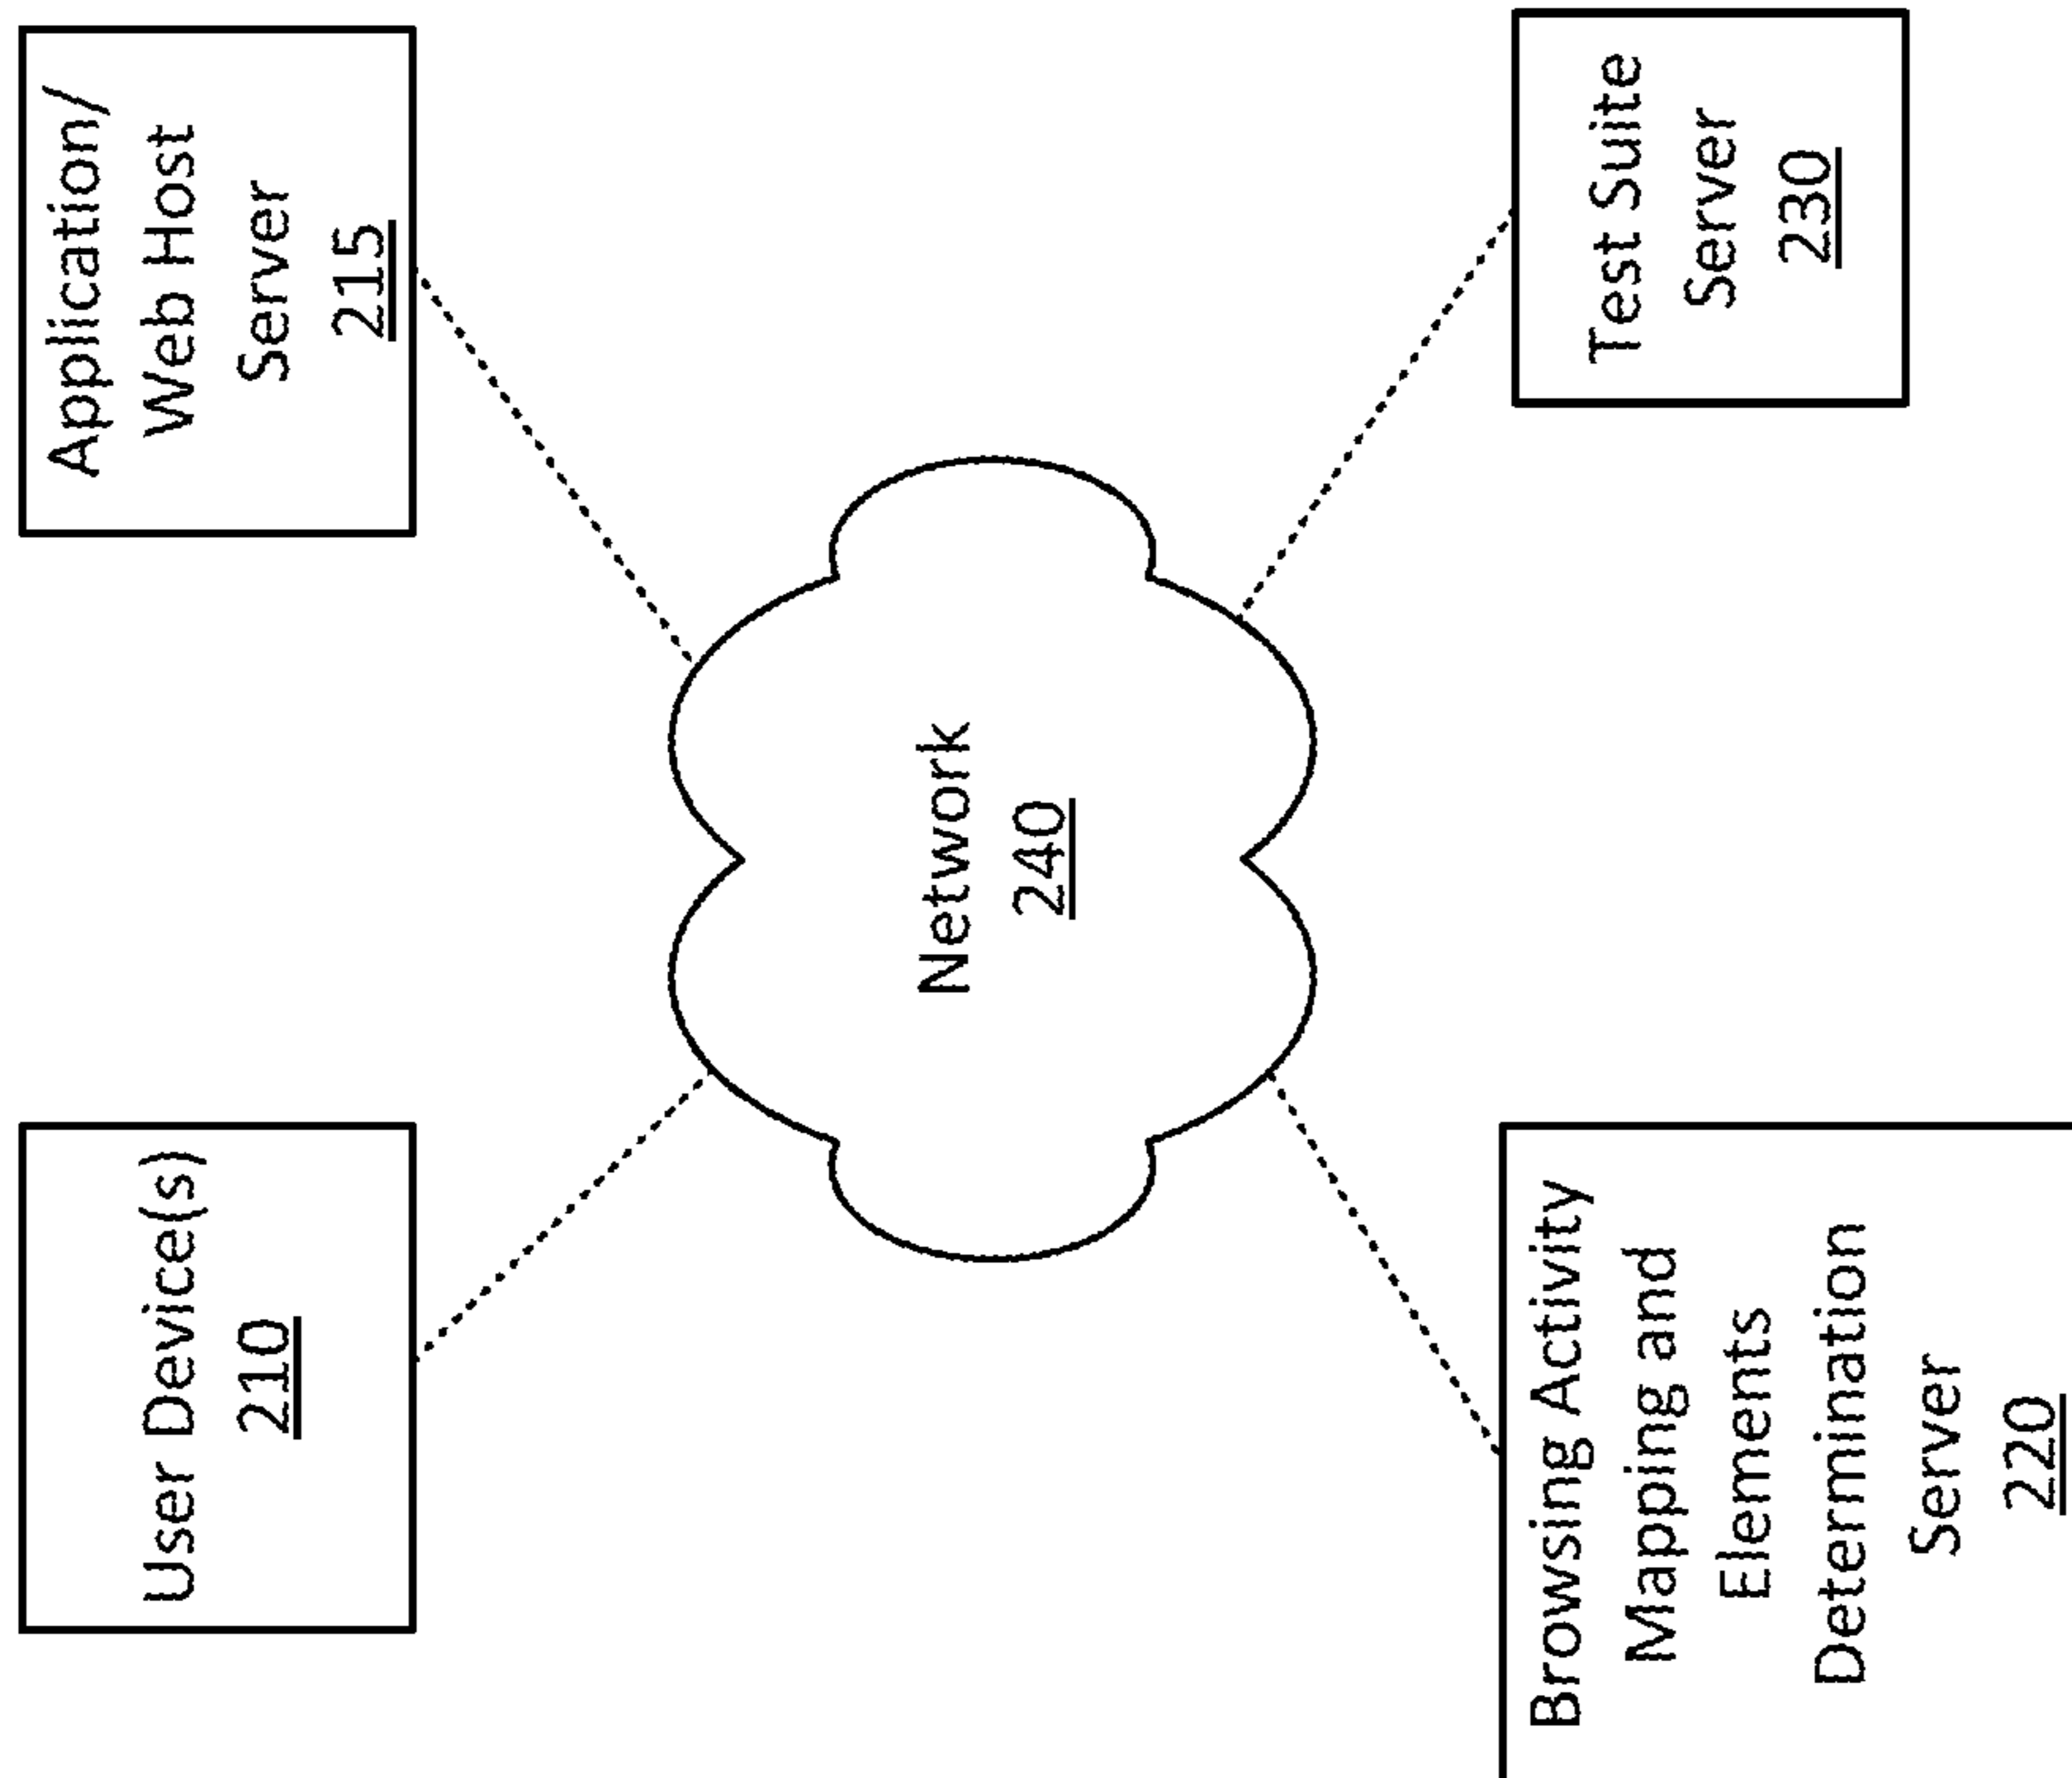 User Device(s)
210
Application/
Web Host
Server
215
Network
240
Browsing Activity
Mapping and
Elements
Determination
Server
220
Test Suite
Server
230